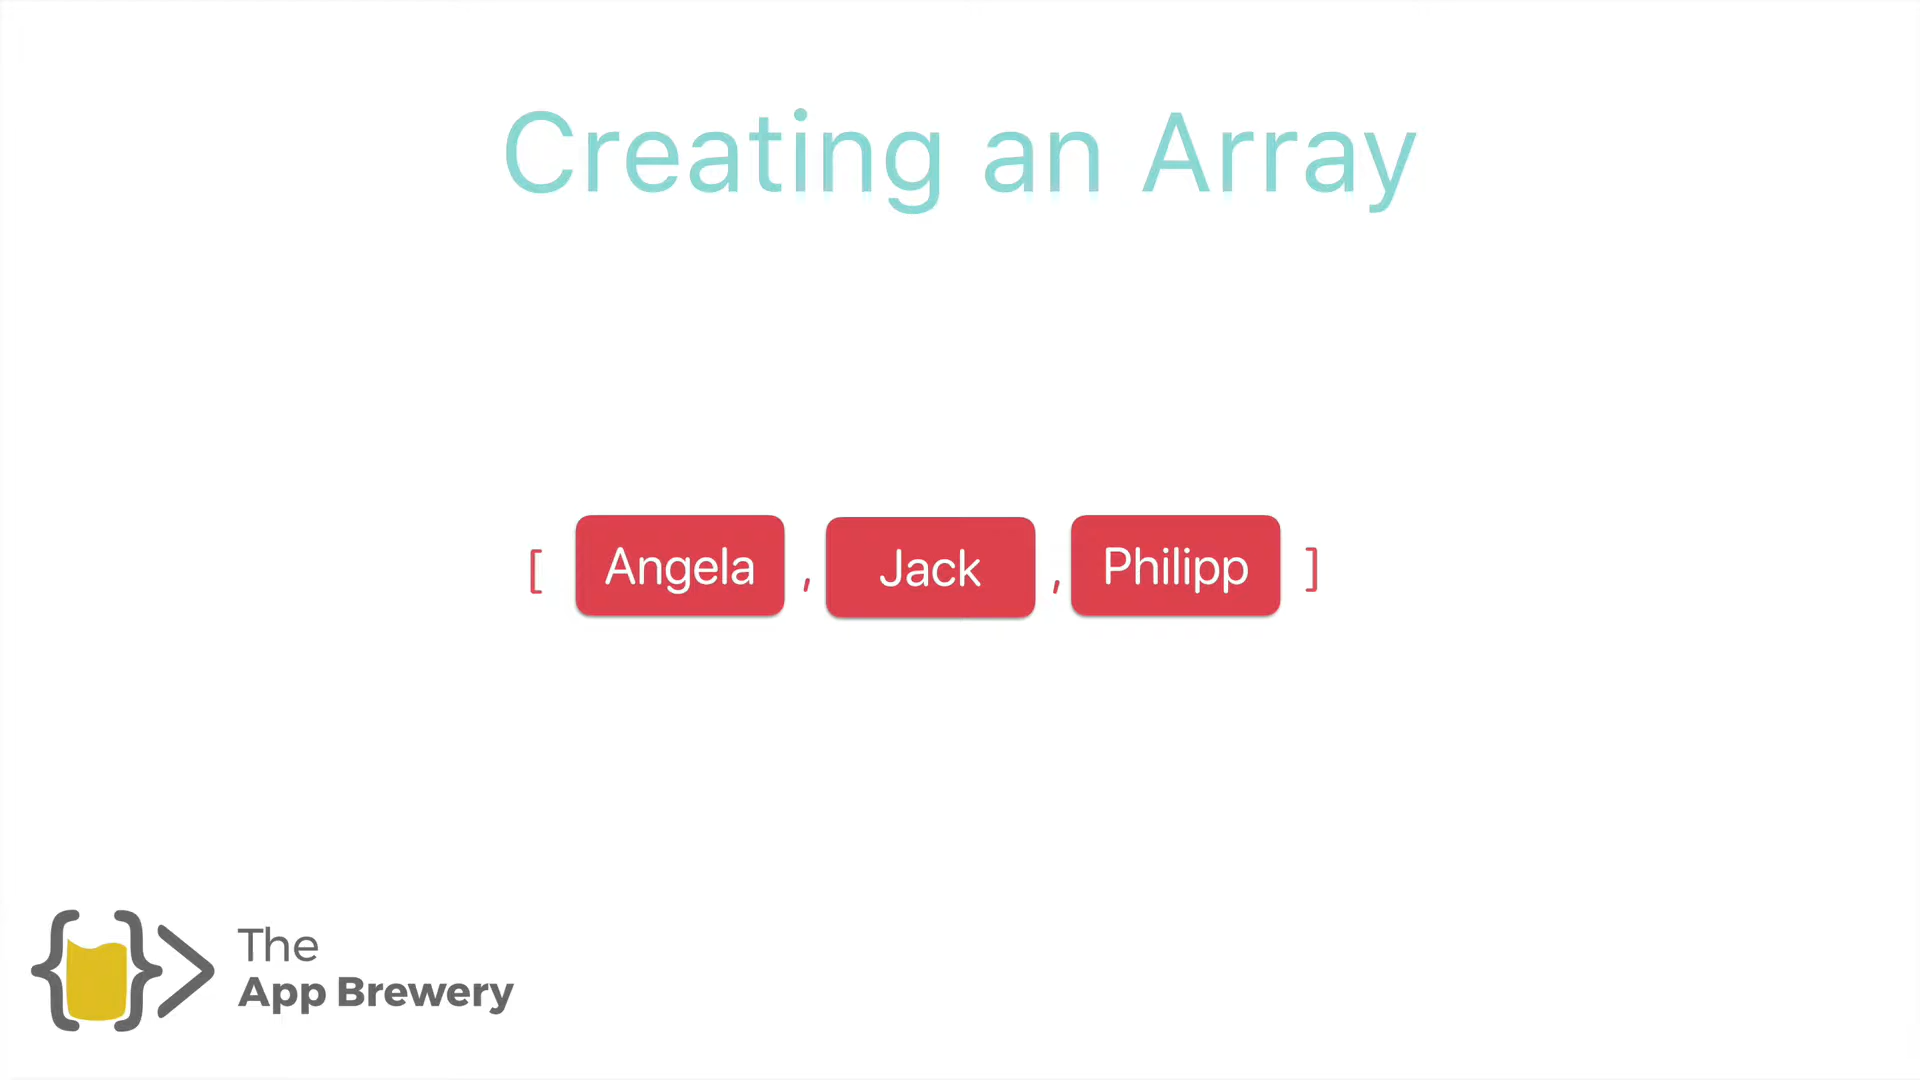 Creating an Array
[ Angela , Jack , Philipp ]
The
App Brewery